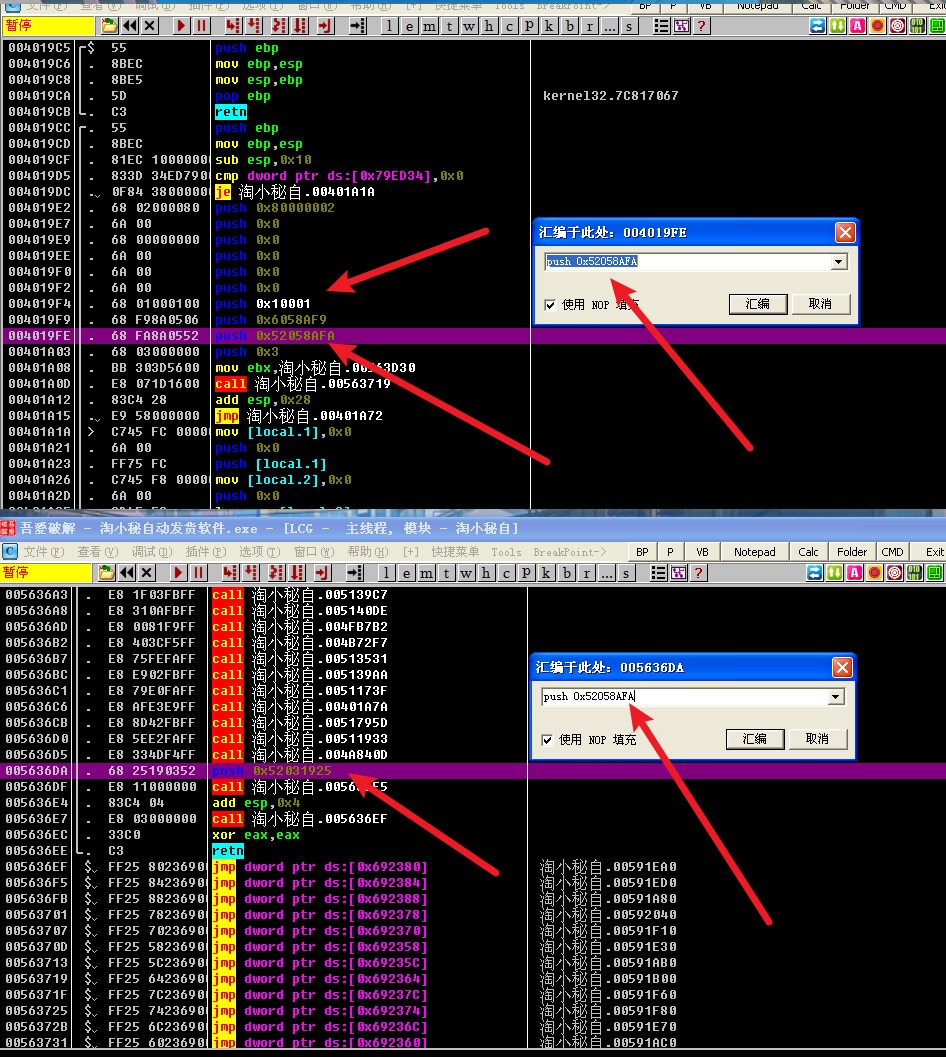 暂停 l e m t w h c p k b r ... s ?
004019C5 $ 55 push ebp
004019C6 . 8BEC mov ebp,esp
004019C8 . 8BE5 mov esp,ebp
004019CA . 5D pop ebp kernel32.7C817067
004019CB . C3 retn
004019CC . 55 push ebp
004019CD . 8BEC mov ebp,esp
004019CF . 81EC 1000000 sub esp,0x10
004019D5 . 833D 34ED790 cmp dword ptr ds:[0x79ED34],0x0
004019DC . 0F84 3800000 je 淘小秘自.00401A1A
004019E2 . 68 02000080 push 0x80000002
004019E7 . 6A 00 push 0x0
004019E9 . 68 00000000 push 0x0
004019EE . 6A 00 push 0x0
004019F0 . 6A 00 push 0x0
004019F2 . 6A 00 push 0x0
004019F4 . 68 01000100 push 0x10001
004019F9 . 68 F98A0506 push 0x6058AF9
004019FE . 68 FA8A0552 push 0x52058AFA
00401A03 . 68 03000000 push 0x3
00401A08 . BB 303D5600 mov ebx,淘小秘自.00563D30
00401A0D . E8 071D1600 call 淘小秘自.00563719
00401A12 . 83C4 28 add esp,0x28
00401A15 . E9 58000000 jmp 淘小秘自.00401A72
00401A1A > C745 FC 0000 mov [local.1],0x0
00401A21 . 6A 00 push 0x0
00401A23 . FF75 FC push [local.1]
00401A26 . C745 F8 0000 mov [local.2],0x0
00401A2D . 6A 00 push 0x0
汇编于此处: 004019FE
push 0x52058AFA
使用 NOP 填充 汇编 取消
吾爱破解 - 淘小秘自动发货软件.exe - [LCG - 主线程, 模块 - 淘小秘自]
文件(F) 查看(V) 调试(D) 插件(P) 选项(T) 窗口(W) 帮助(H) [+] 快捷菜单 Tools BreakPoint-> BP P VB Notepad Calc Folder CMD Exit
暂停 l e m t w h c p k b r ... s ?
005636A3 . E8 1F03FBFF call 淘小秘自.005139C7
005636A8 . E8 310AFBFF call 淘小秘自.005140DE
005636AD . E8 0081F9FF call 淘小秘自.004FB7B2
005636B2 . E8 403CF5FF call 淘小秘自.004B72F7
005636B7 . E8 75FEFAFF call 淘小秘自.00513531
005636BC . E8 E902FBFF call 淘小秘自.005139AA
005636C1 . E8 79E0FAFF call 淘小秘自.0051173F
005636C6 . E8 AFE3E9FF call 淘小秘自.00401A7A
005636CB . E8 8D42FBFF call 淘小秘自.0051795D
005636D0 . E8 5EE2FAFF call 淘小秘自.00511933
005636D5 . E8 334DF4FF call 淘小秘自.004A840D
005636DA . 68 25190352 push 0x52031925
005636DF . E8 11000000 call 淘小秘自.005636F5
005636E4 . 83C4 04 add esp,0x4
005636E7 . E8 03000000 call 淘小秘自.005636EF
005636EC . 33C0 xor eax,eax
005636EE . C3 retn
005636EF $ FF25 8023690 jmp dword ptr ds:[0x692380] 淘小秘自.00591EA0
005636F5 $ FF25 8423690 jmp dword ptr ds:[0x692384] 淘小秘自.00591ED0
005636FB $ FF25 8823690 jmp dword ptr ds:[0x692388] 淘小秘自.00591A80
00563701 $ FF25 7823690 jmp dword ptr ds:[0x692378] 淘小秘自.00592040
00563707 $ FF25 7023690 jmp dword ptr ds:[0x692370] 淘小秘自.00591F10
0056370D $ FF25 5823690 jmp dword ptr ds:[0x692358] 淘小秘自.00591E30
00563713 $ FF25 5C23690 jmp dword ptr ds:[0x69235C] 淘小秘自.00591AB0
00563719 $ FF25 6423690 jmp dword ptr ds:[0x692364] 淘小秘自.00591B00
0056371F $ FF25 7C23690 jmp dword ptr ds:[0x69237C] 淘小秘自.00591F60
00563725 $ FF25 7423690 jmp dword ptr ds:[0x692374] 淘小秘自.00591F80
0056372B $ FF25 6C23690 jmp dword ptr ds:[0x69236C] 淘小秘自.00591E70
00563731 $ FF25 6023690 jmp dword ptr ds:[0x692360] 淘小秘自.00591AC0
汇编于此处: 005636DA
push 0x52058AFA
使用 NOP 填充 汇编 取消